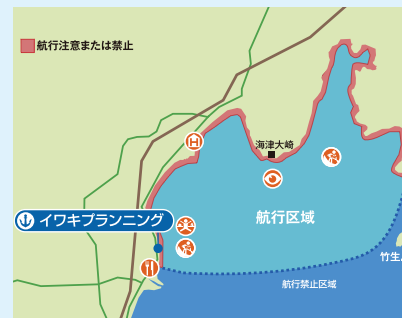 航行注意または禁止
海津大崎
イワキプランニング
航行区域
竹生
航行禁止区域